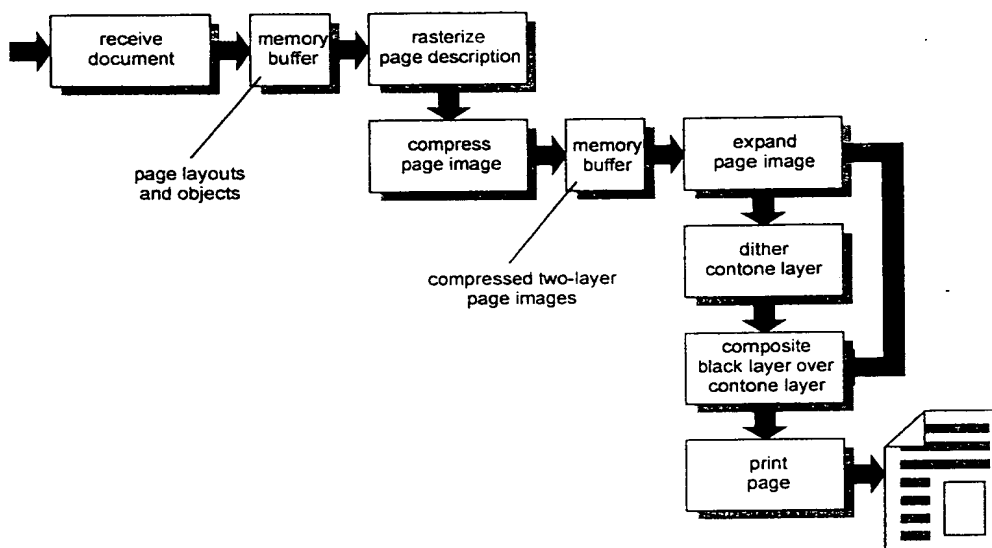 receive
document
memory
buffer
rasterize
page description
compress
page image
memory
buffer
expand
page image
page layouts
and objects
dither
contone layer
compressed two-layer
page images
composite
black layer over
contone layer
print
page